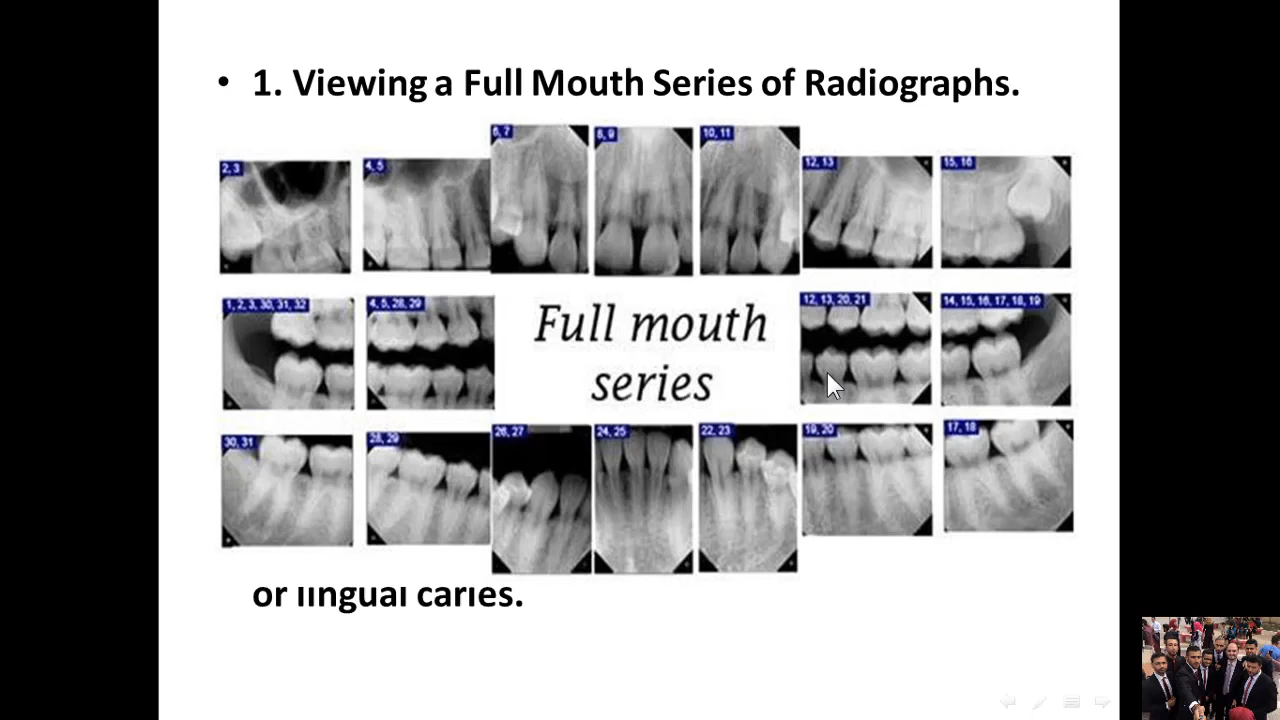 • 1. Viewing a Full Mouth Series of Radiographs.
6, 7
8, 9
10, 11
2, 3
4, 5
12, 13
15, 16
1, 2, 3, 30, 31, 32
4, 5, 28, 29
12, 13, 20, 21
14, 15, 16, 17, 18, 19
Full mouth
series
30, 31
28, 29
26, 27
24, 25
22, 23
19, 20
17, 18
or lingual caries.